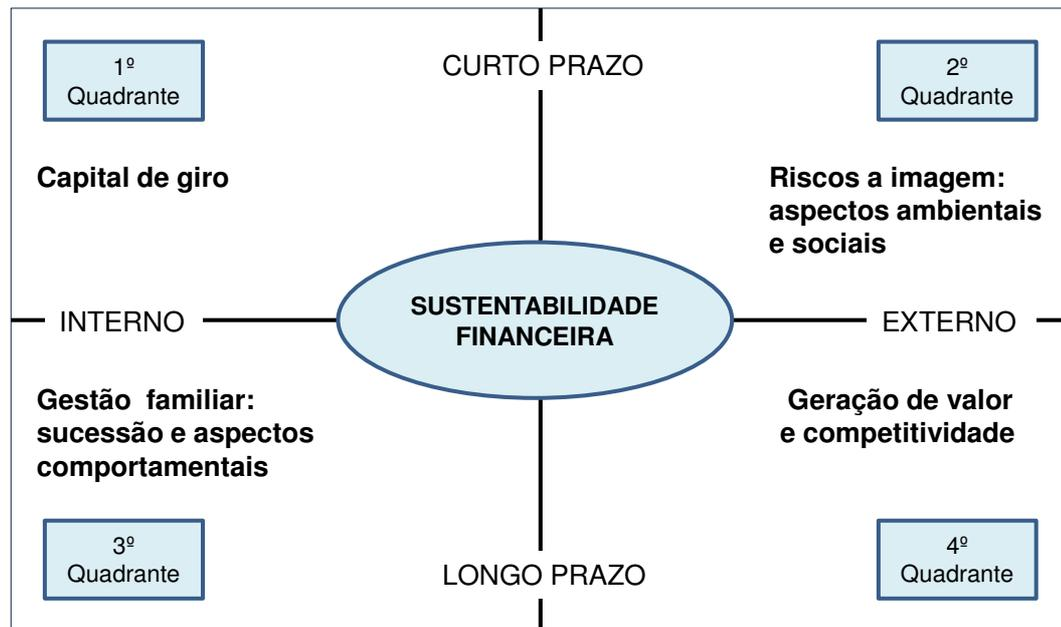 1º
Quadrante
CURTO PRAZO
2º
Quadrante
Capital de giro
Riscos a imagem:
aspectos ambientais
e sociais
INTERNO
SUSTENTABILIDADE
FINANCEIRA
EXTERNO
Gestão familiar:
sucessão e aspectos
comportamentais
Geração de valor
e competitividade
3º
Quadrante
LONGO PRAZO
4º
Quadrante